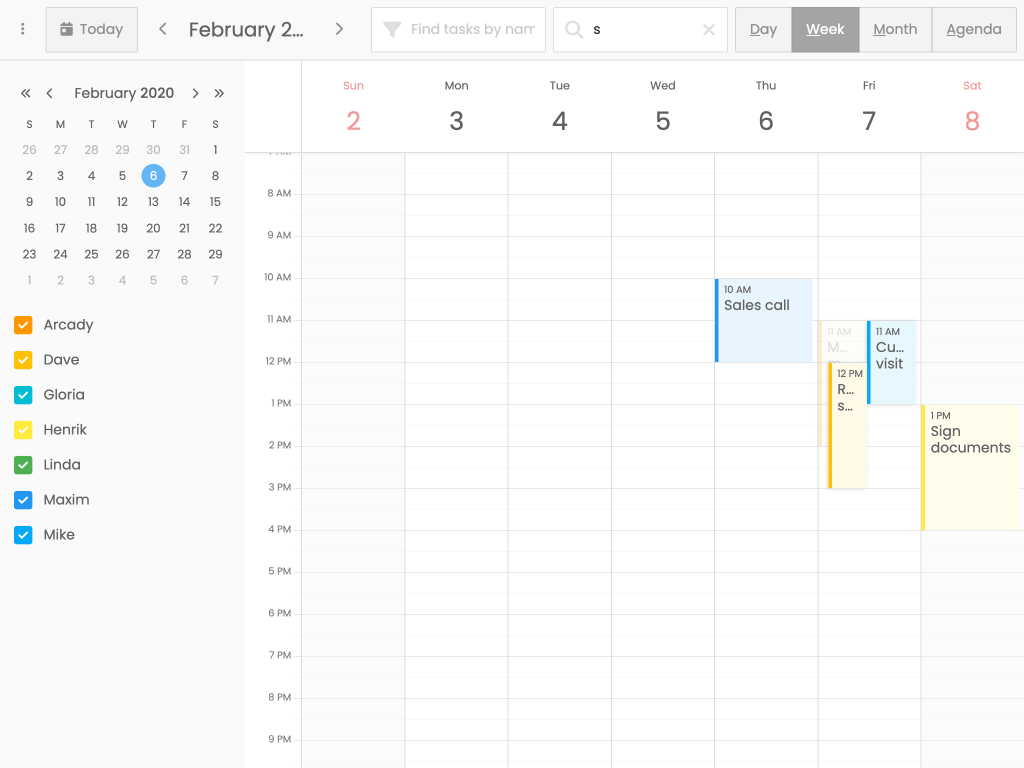 Today
February 2...
Find tasks by nam
s
Day
Week
Month
Agenda
February 2020
S M T W T F S
26 27 28 29 30 31 1
2 3 4 5 6 7 8
9 10 11 12 13 14 15
16 17 18 19 20 21 22
23 24 25 26 27 28 29
1 2 3 4 5 6 7
Arcady
Dave
Gloria
Henrik
Linda
Maxim
Mike
Sun Mon Tue Wed Thu Fri Sat
2 3 4 5 6 7 8
8 AM
9 AM
10 AM
11 AM
12 PM
1 PM
2 PM
3 PM
4 PM
5 PM
6 PM
7 PM
8 PM
9 PM
10 AM
Sales call
11 AM
M...
12 PM
R...
s...
11 AM
Cu...
visit
1 PM
Sign
documents